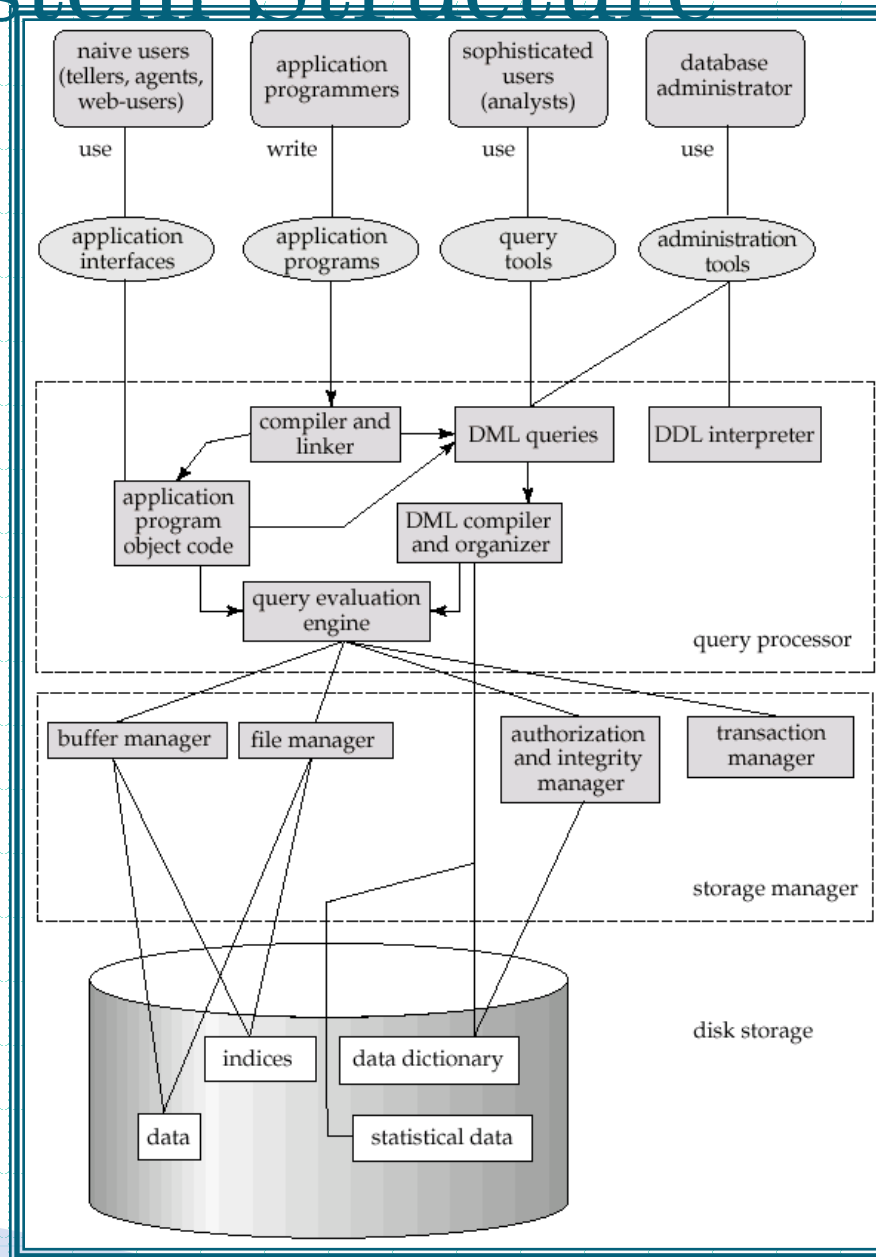 stem Structure
naive users
(tellers, agents,
web-users)
application
programmers
sophisticated
users
(analysts)
database
administrator
use
write
use
use
application
interfaces
application
programs
query
tools
administration
tools
compiler and
linker
DML queries
DDL interpreter
application
program
object code
DML compiler
and organizer
query evaluation
engine
query processor
buffer manager
file manager
authorization
and integrity
manager
transaction
manager
storage manager
disk storage
indices
data dictionary
data
statistical data